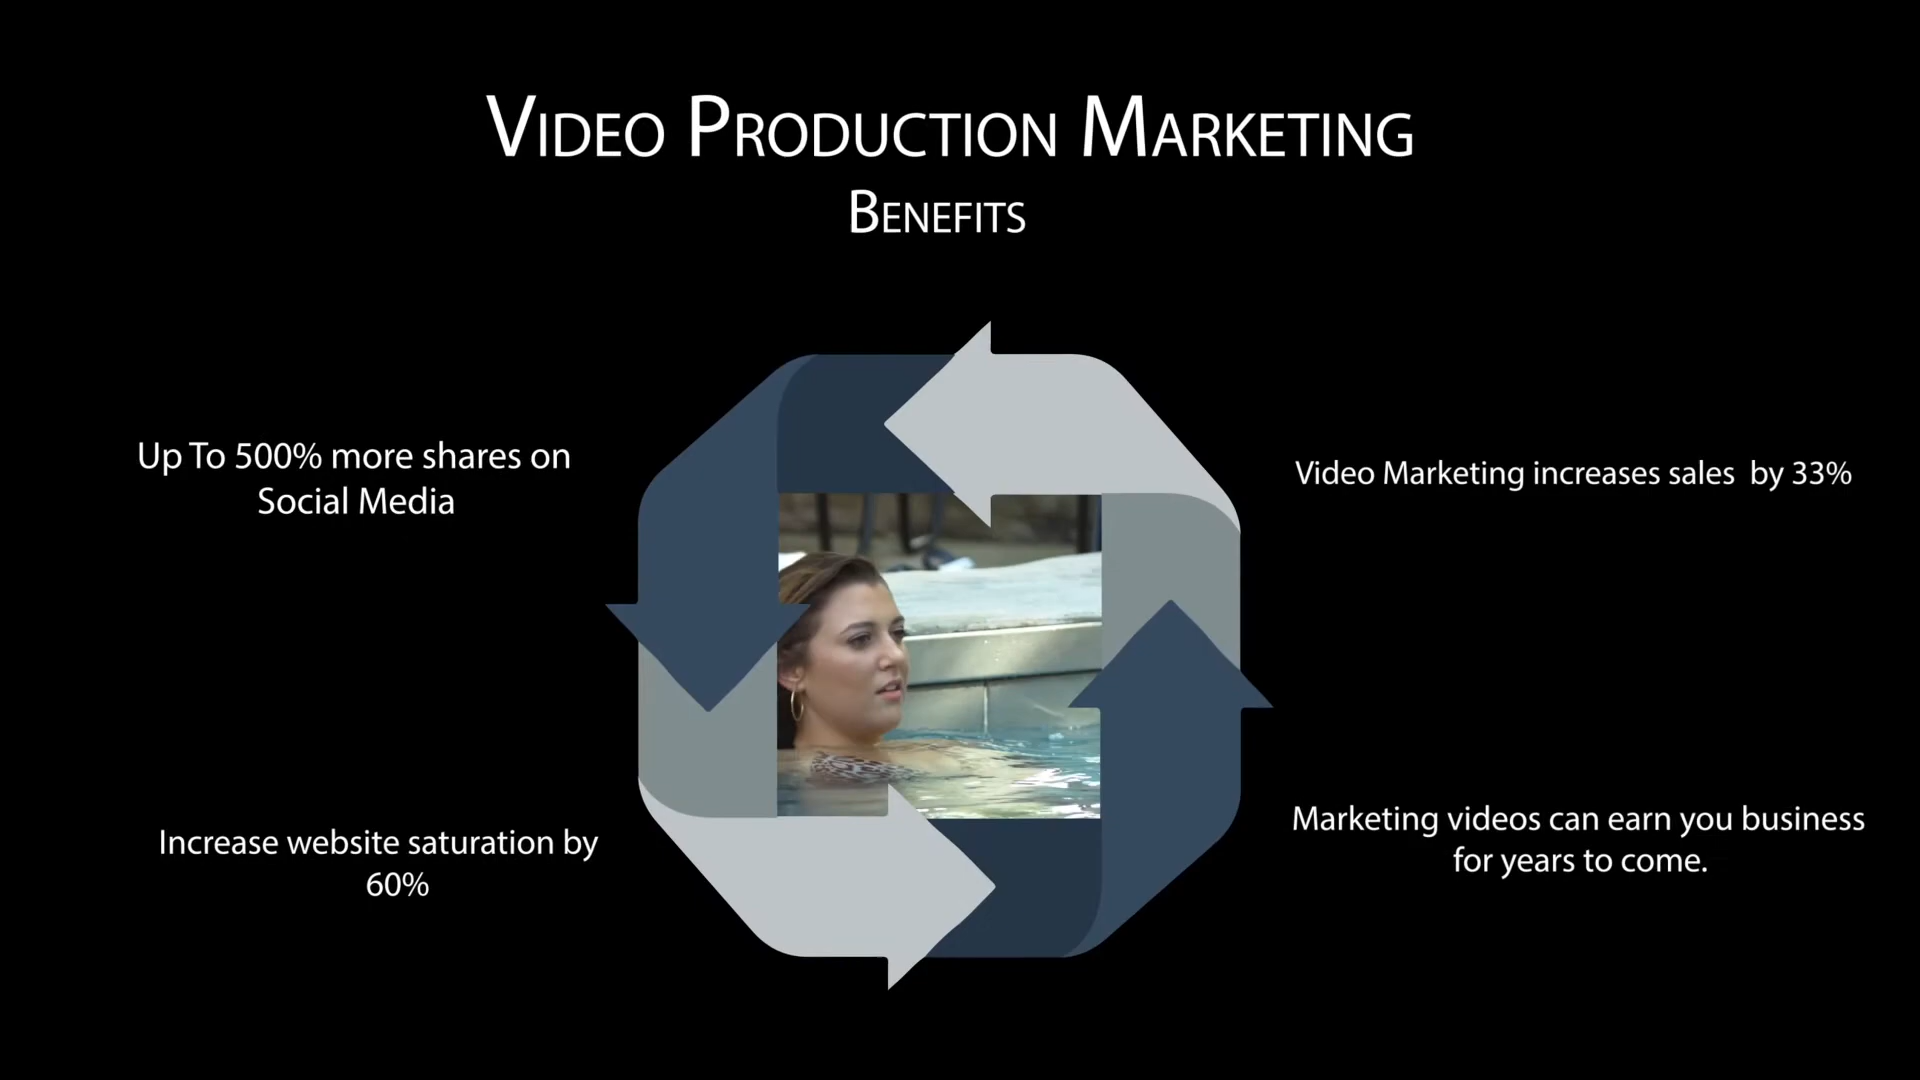 Video Production Marketing
Benefits
Up To 500% more shares on
Social Media
Video Marketing increases sales  by 33%
Increase website saturation by
60%
Marketing videos can earn you business
for years to come.